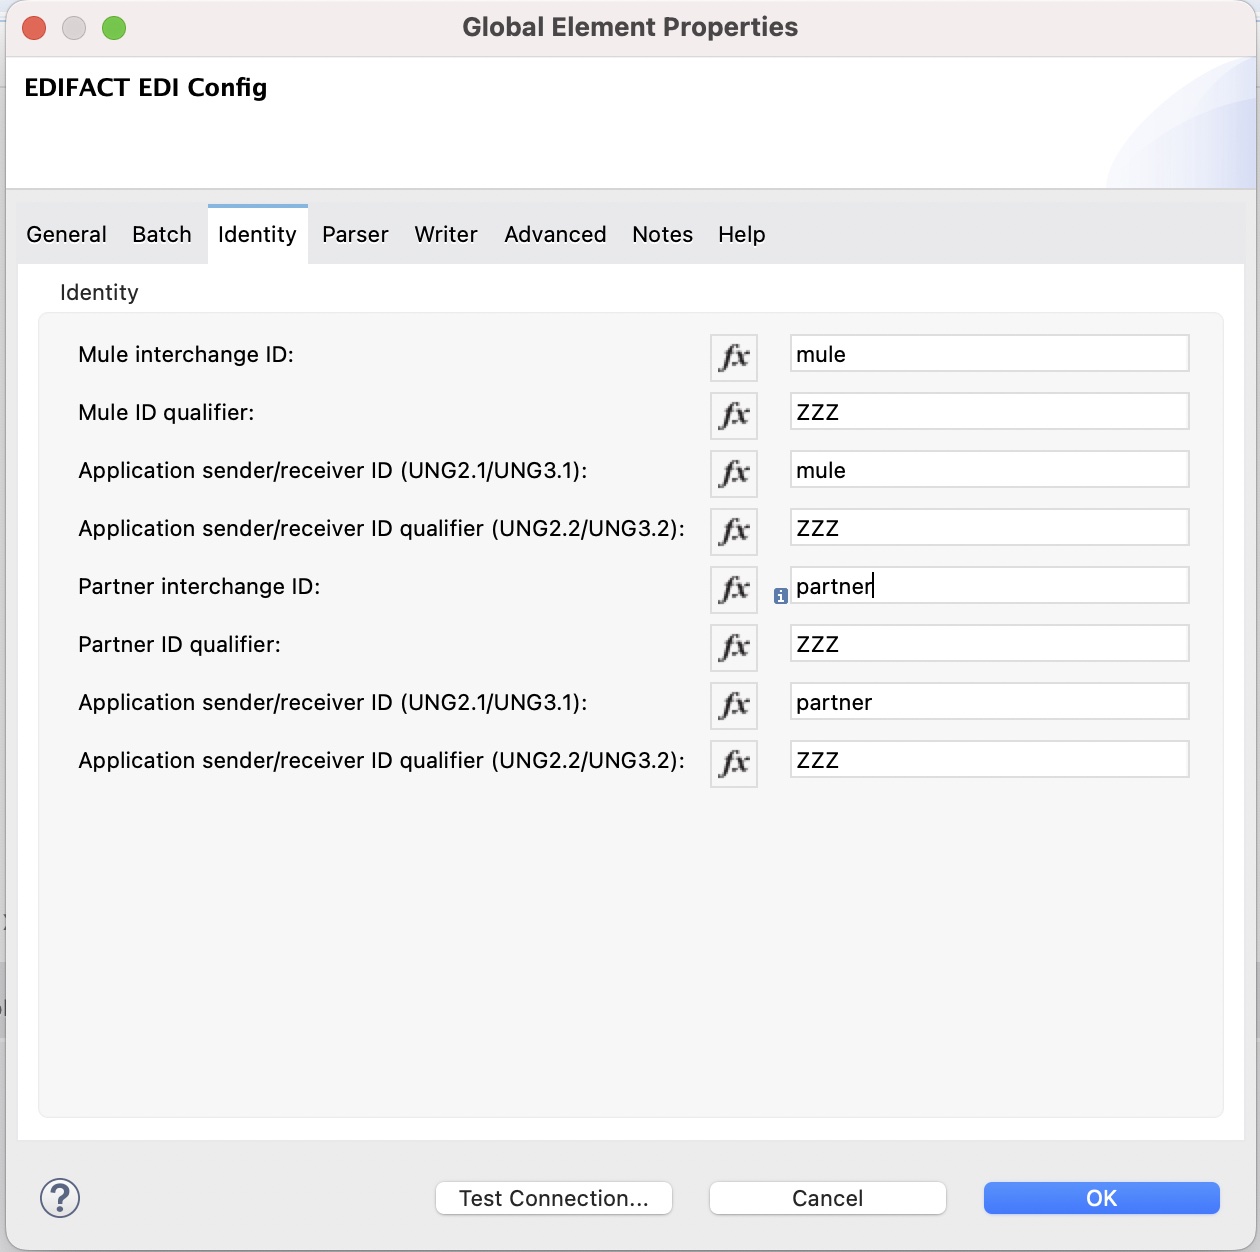 Global Element Properties
EDIFACT EDI Config
General Batch Identity Parser Writer Advanced Notes Help
Identity
Mule interchange ID: fx mule
Mule ID qualifier: fx ZZZ
Application sender/receiver ID (UNG2.1/UNG3.1): fx mule
Application sender/receiver ID qualifier (UNG2.2/UNG3.2): fx ZZZ
Partner interchange ID: fx i partner
Partner ID qualifier: fx ZZZ
Application sender/receiver ID (UNG2.1/UNG3.1): fx partner
Application sender/receiver ID qualifier (UNG2.2/UNG3.2): fx ZZZ
? Test Connection... Cancel OK